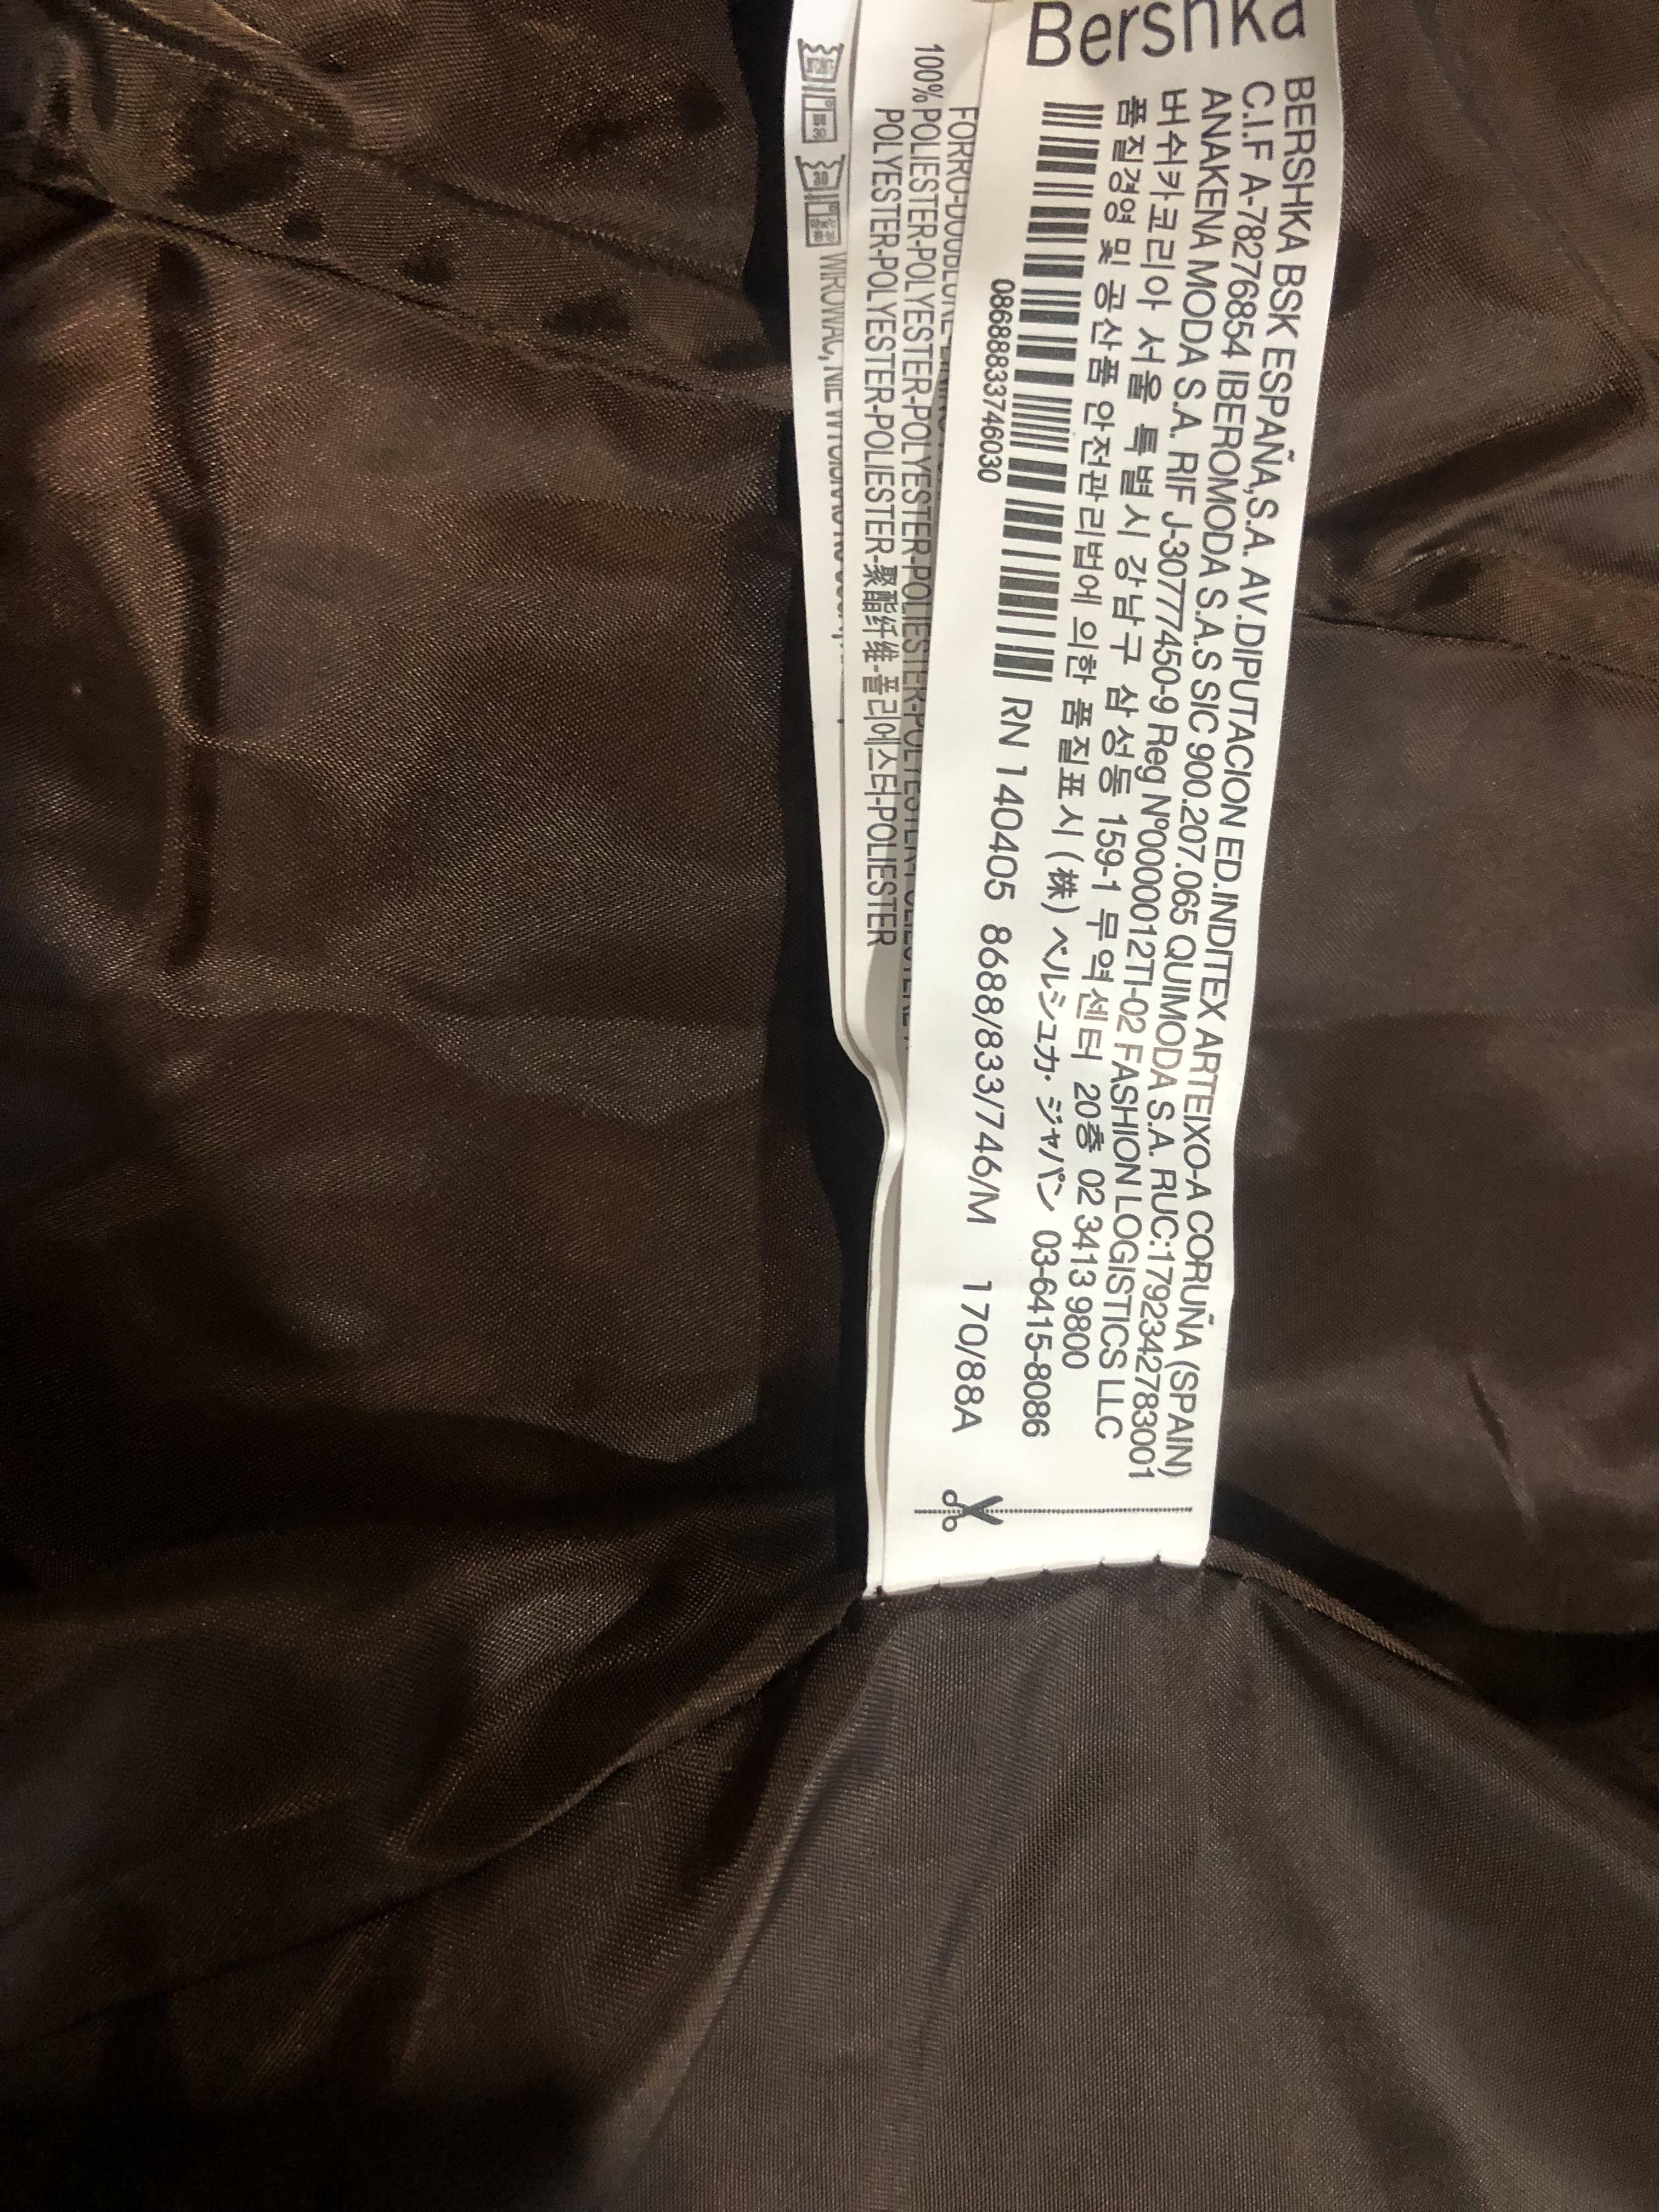 Bershka
BERSHKA BSK ESPAÑA,S.A. AV.DIPUTACION ED.INDITEX ARTEIXO-A CORUÑA (SPAIN)
C.I.F A-78276854 IBEROMODA S.A.S SIC 900.207.065 QUIMODA S.A. RUC:1792342783001
ANAKENA MODA S.A. RIF J-30777450-9 Reg Nº0000012TI-02 FASHION LOGISTICS LLC
버쉬카코리아 서울 특별시 강남구 삼성동 159-1 무역센터 20층 02 3413 9800
품질경영 및 공산품 안전관리법에 의한 품질표시 (株) ベルシュカ・ジャパン 03-6415-8086
RN 140405 8688/833/746/M 170/88A
08688833746030
FORRO-DOUBLURE-
100% POLIESTER-POLYESTER-POLYESTER-POLIESTER-POLYESTER-
POLYESTER-POLYESTER-POLIESTER-聚酯纤维-폴리에스터-POLIESTER
WIROWAĆ, NIE